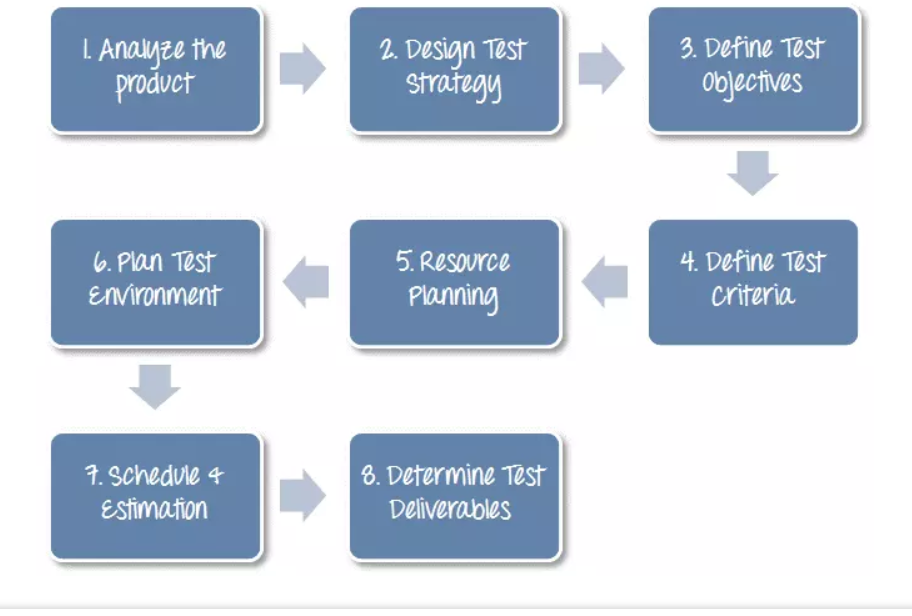 1. Analyze the
product
2. Design Test
Strategy
3. Define Test
Objectives
4. Define Test
Criteria
5. Resource
Planning
6. Plan Test
Environment
7. Schedule &
Estimation
8. Determine Test
Deliverables